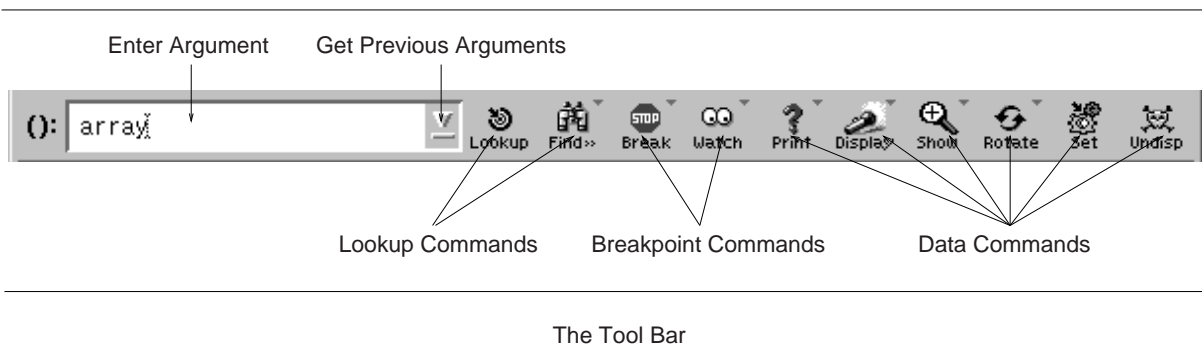 Enter Argument Get Previous Arguments
(): array
Lookup Find>> Break Watch Print Display Show Rotate Set Undisp
STOP
Lookup Commands Breakpoint Commands Data Commands
The Tool Bar